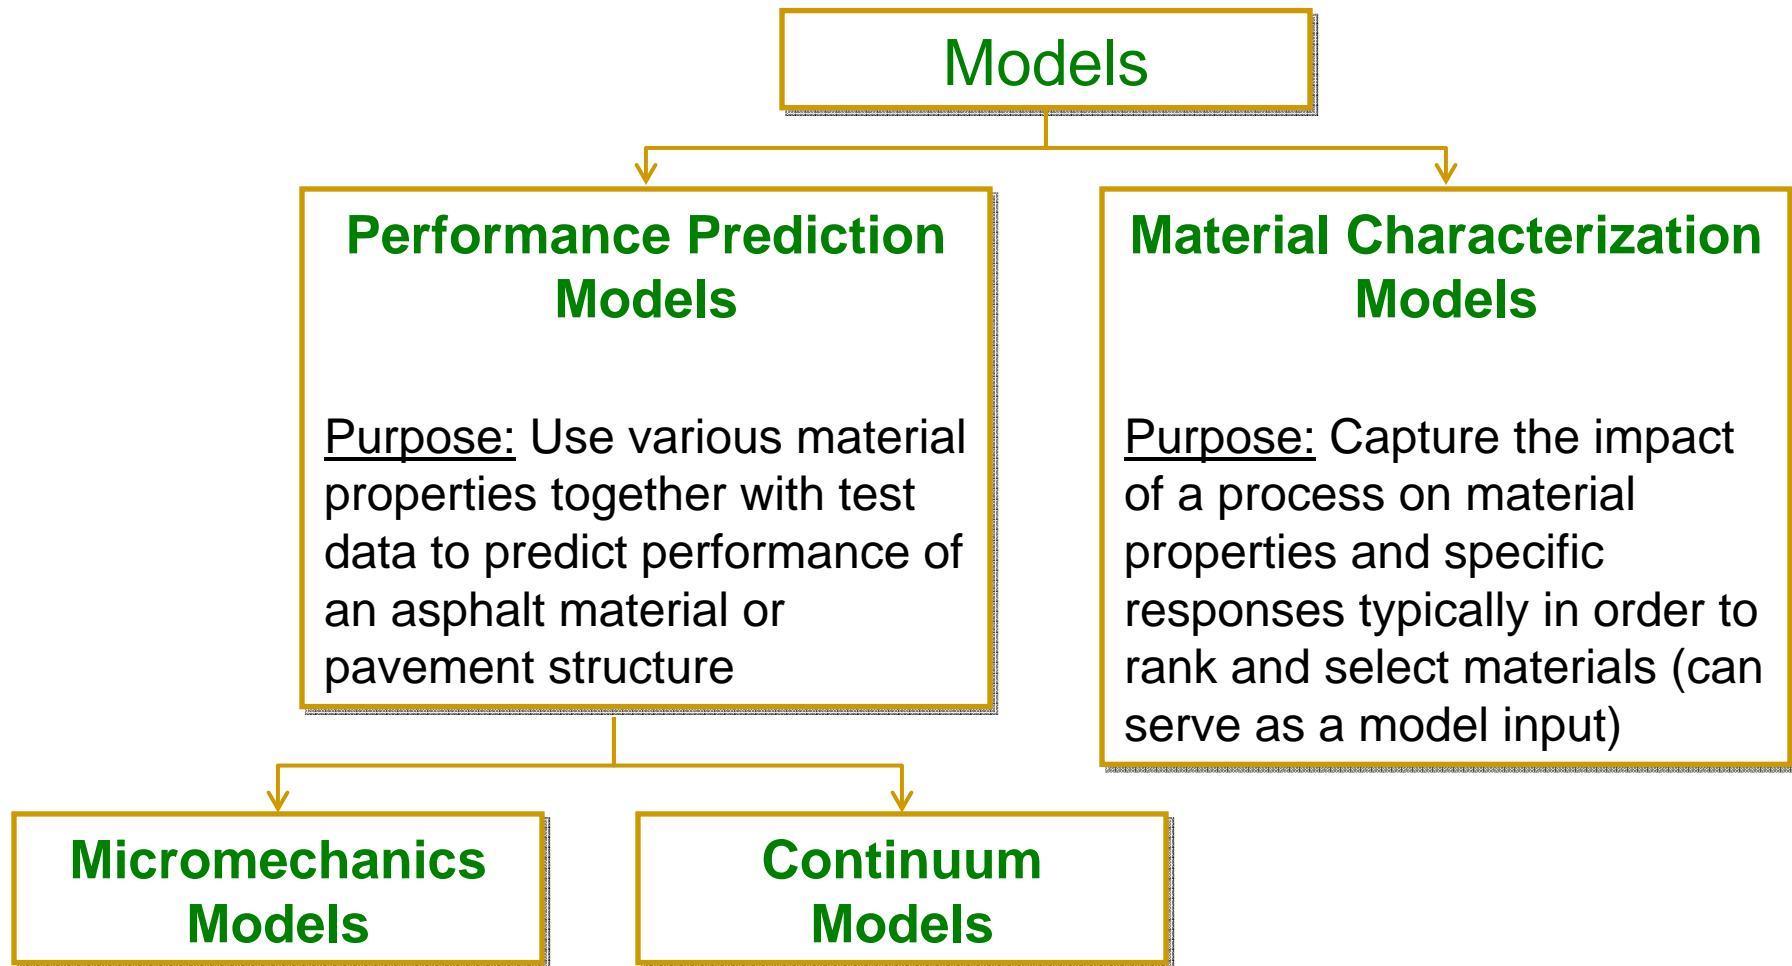 Models
Performance Prediction
Models
Purpose: Use various material
properties together with test
data to predict performance of
an asphalt material or
pavement structure
Material Characterization
Models
Purpose: Capture the impact
of a process on material
properties and specific
responses typically in order to
rank and select materials (can
serve as a model input)
Micromechanics
Models
Continuum
Models